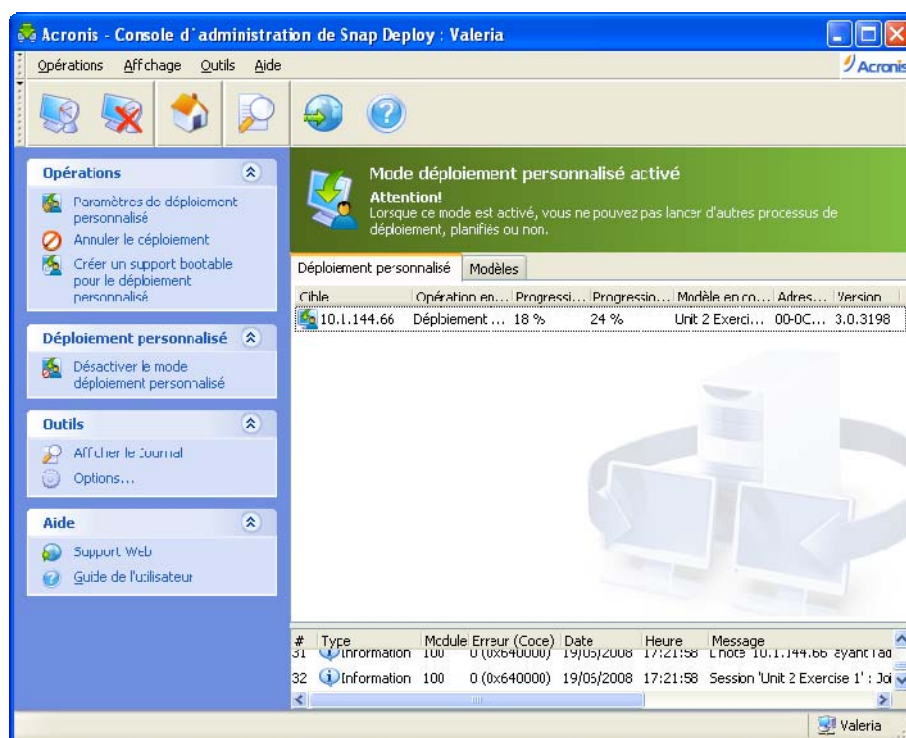 Acronis - Console d'administration de Snap Deploy : Valeria
Opérations Affichage Outils Aide
Acronis
Opérations
Paramètres de déploiement
personnalisé
Annuler le déploiement
Créer un support bootable
pour le déploiement
personnalisé
Déploiement personnalisé
Désactiver le mode
déploiement personnalisé
Outils
Afficher le Journal
Options...
Aide
Support Web
Guide de l'utilisateur
Mode déploiement personnalisé activé
Attention!
Lorsque ce mode est activé, vous ne pouvez pas lancer d'autres processus de
déploiement, planifiés ou non.
Déploiement personnalisé Modèles
Cible Opération en... Progressi... Progressio... Modèle en co... Adres... Version
10.1.144.66 Déploiement ... 18 % 24 % Unit 2 Exerci... 00-0C... 3.0.3198
# Type Module Erreur (Code) Date Heure Message
31 Information 100 0 (0x640000) 19/05/2008 17:21:58 L'hôte 10.1.144.66 ayant l'ad
32 Information 100 0 (0x640000) 19/05/2008 17:21:58 Session 'Unit 2 Exercise 1' : Joi
Valeria